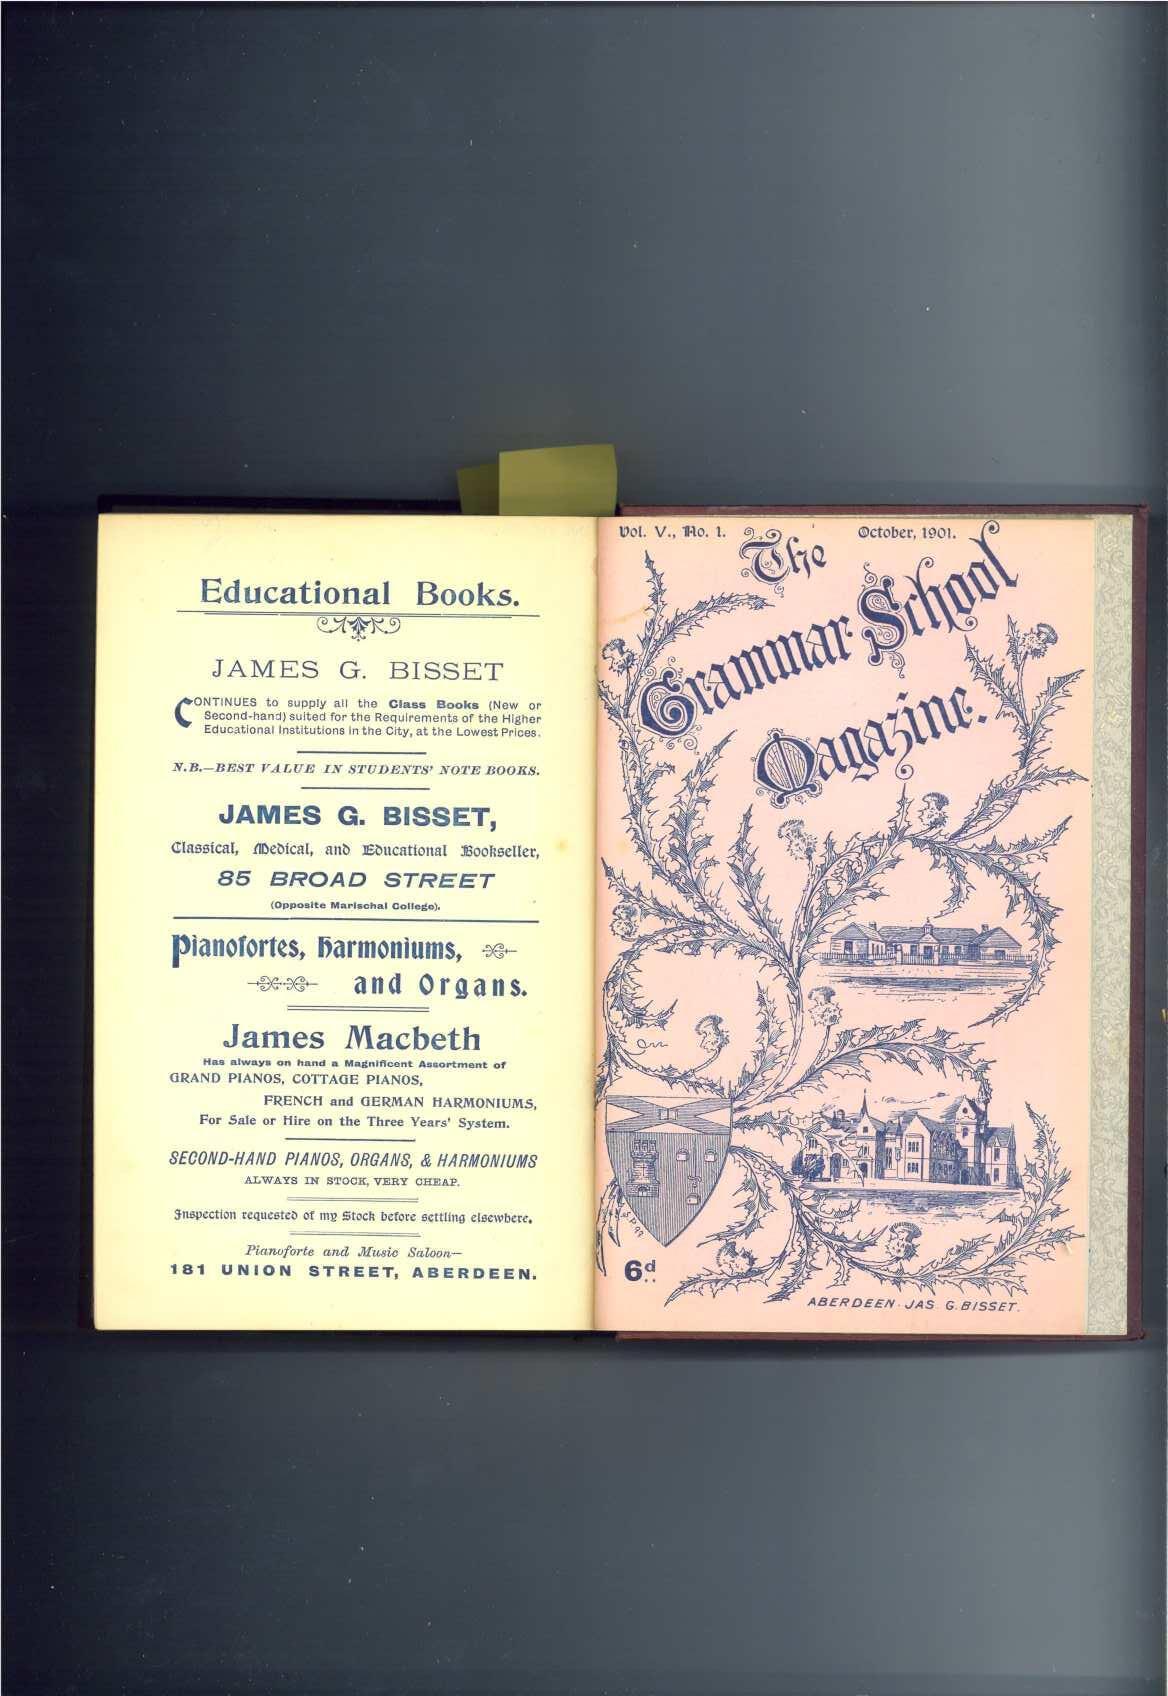 Educational Books.
JAMES G. BISSET
CONTINUES to supply all the Class Books (New or
Second-hand) suited for the Requirements of the Higher
Educational Institutions in the City, at the Lowest Prices.
N.B.—BEST VALUE IN STUDENTS' NOTE BOOKS.
JAMES G. BISSET,
Classical, Medical, and Educational Bookseller,
85 BROAD STREET
(Opposite Marischal College).
Pianofortes, Harmoniums,
and Organs.
James Macbeth
Has always on hand a Magnificent Assortment of
GRAND PIANOS, COTTAGE PIANOS,
FRENCH and GERMAN HARMONIUMS,
For Sale or Hire on the Three Years' System.
SECOND-HAND PIANOS, ORGANS, & HARMONIUMS
ALWAYS IN STOCK, VERY CHEAP.
Inspection requested of my Stock before settling elsewhere.
Pianoforte and Music Saloon—
181 UNION STREET, ABERDEEN.
Vol. V., No. 1.
October, 1901.
The
Grammar School
Magazine.
6d
ABERDEEN. JAS. G. BISSET.